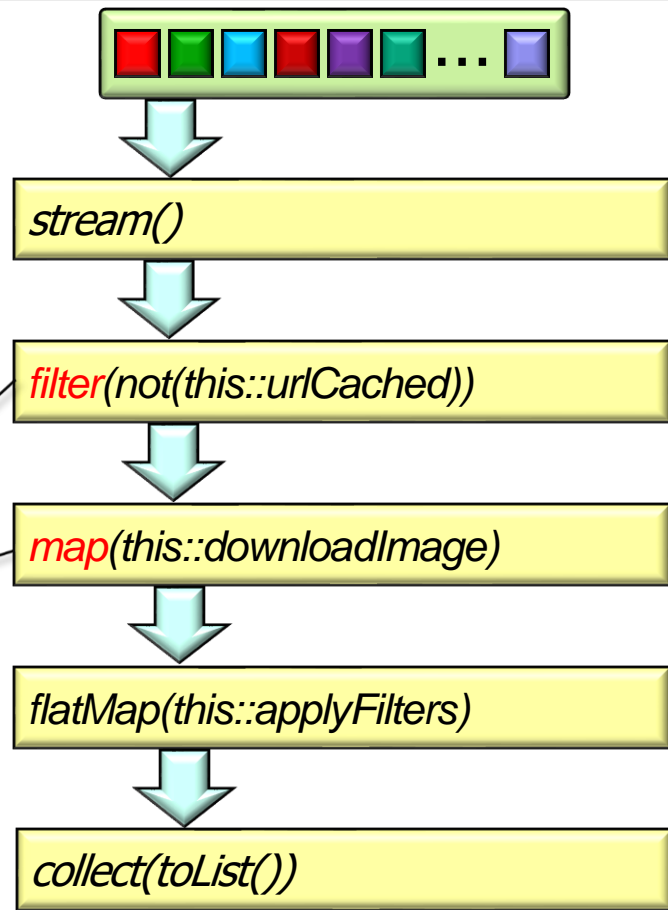 ...
stream()
filter(not(this::urlCached))
map(this::downloadImage)
flatMap(this::applyFilters)
collect(toList())